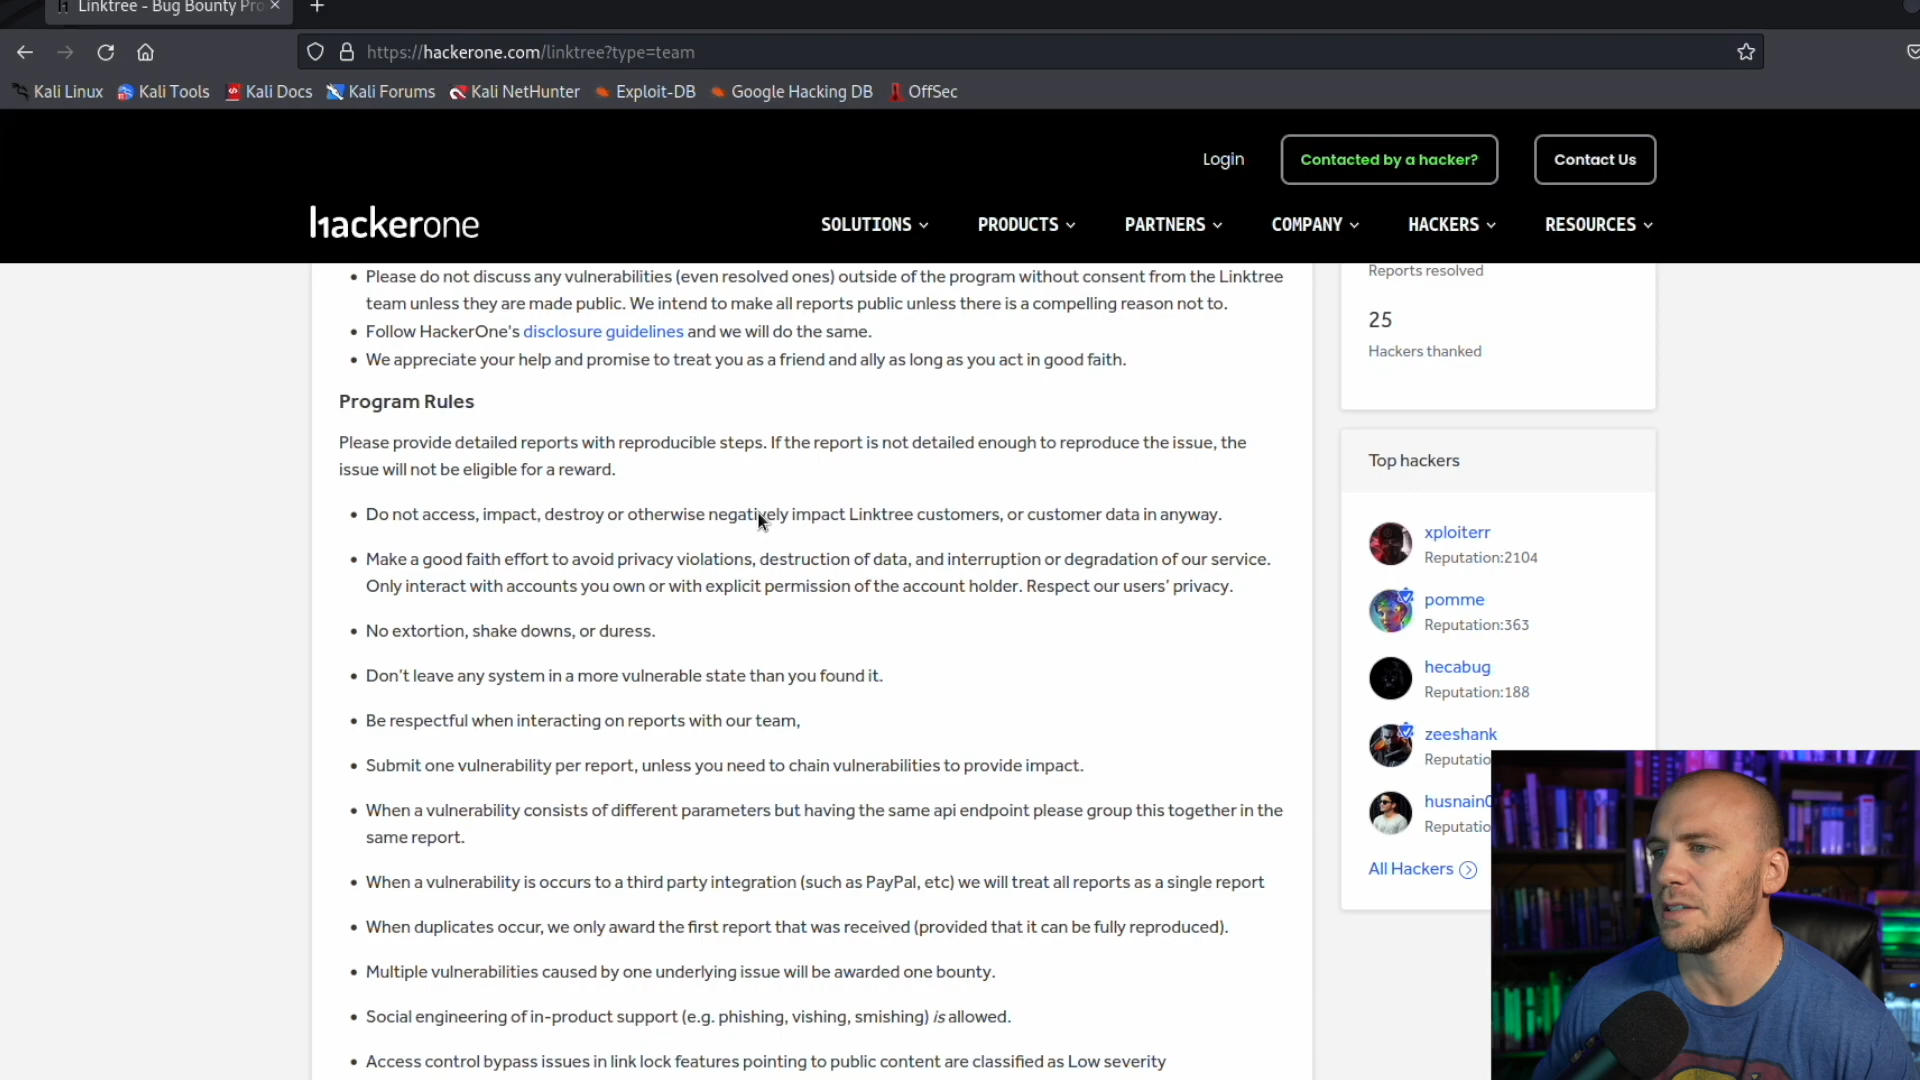 Linktree - Bug Bounty Pro
https://hackerone.com/linktree?type=team
Kali Linux Kali Tools Kali Docs Kali Forums Kali NetHunter Exploit-DB Google Hacking DB OffSec
Login Contacted by a hacker? Contact Us
hackerone SOLUTIONS PRODUCTS PARTNERS COMPANY HACKERS RESOURCES
• Please do not discuss any vulnerabilities (even resolved ones) outside of the program without consent from the Linktree
team unless they are made public. We intend to make all reports public unless there is a compelling reason not to.
• Follow HackerOne's disclosure guidelines and we will do the same.
• We appreciate your help and promise to treat you as a friend and ally as long as you act in good faith.
Program Rules
Please provide detailed reports with reproducible steps. If the report is not detailed enough to reproduce the issue, the
issue will not be eligible for a reward.
• Do not access, impact, destroy or otherwise negatively impact Linktree customers, or customer data in anyway.
• Make a good faith effort to avoid privacy violations, destruction of data, and interruption or degradation of our service.
Only interact with accounts you own or with explicit permission of the account holder. Respect our users’ privacy.
• No extortion, shake downs, or duress.
• Don’t leave any system in a more vulnerable state than you found it.
• Be respectful when interacting on reports with our team,
• Submit one vulnerability per report, unless you need to chain vulnerabilities to provide impact.
• When a vulnerability consists of different parameters but having the same api endpoint please group this together in the
same report.
• When a vulnerability is occurs to a third party integration (such as PayPal, etc) we will treat all reports as a single report
• When duplicates occur, we only award the first report that was received (provided that it can be fully reproduced).
• Multiple vulnerabilities caused by one underlying issue will be awarded one bounty.
• Social engineering of in-product support (e.g. phishing, vishing, smishing) is allowed.
• Access control bypass issues in link lock features pointing to public content are classified as Low severity
Reports resolved
25
Hackers thanked
Top hackers
xploiterr
Reputation:2104
pomme
Reputation:363
hecabug
Reputation:188
zeeshank
Reputatio
husnain
Reputatio
All Hackers